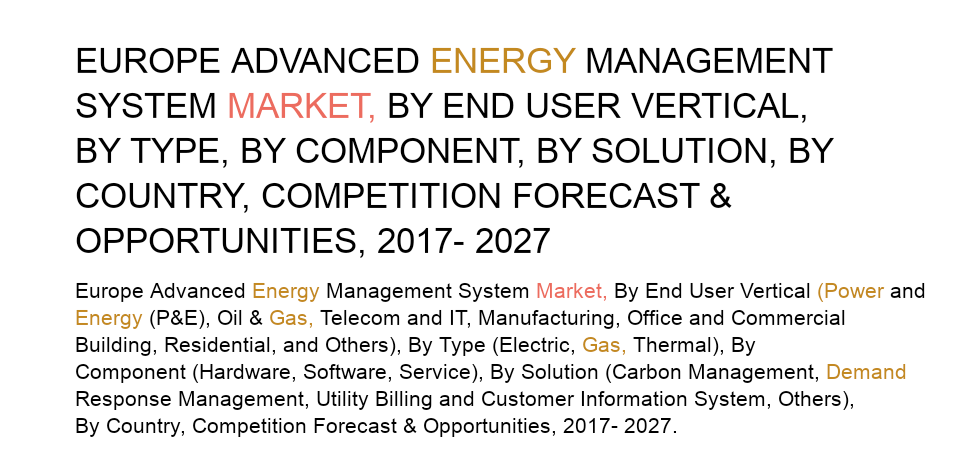 EUROPE ADVANCED ENERGY MANAGEMENT
SYSTEM MARKET, BY END USER VERTICAL,
BY TYPE, BY COMPONENT, BY SOLUTION, BY
COUNTRY, COMPETITION FORECAST &
OPPORTUNITIES, 2017- 2027
Europe Advanced Energy Management System Market, By End User Vertical (Power and
Energy (P&E), Oil & Gas, Telecom and IT, Manufacturing, Office and Commercial
Building, Residential, and Others), By Type (Electric, Gas, Thermal), By
Component (Hardware, Software, Service), By Solution (Carbon Management, Demand
Response Management, Utility Billing and Customer Information System, Others),
By Country, Competition Forecast & Opportunities, 2017- 2027.